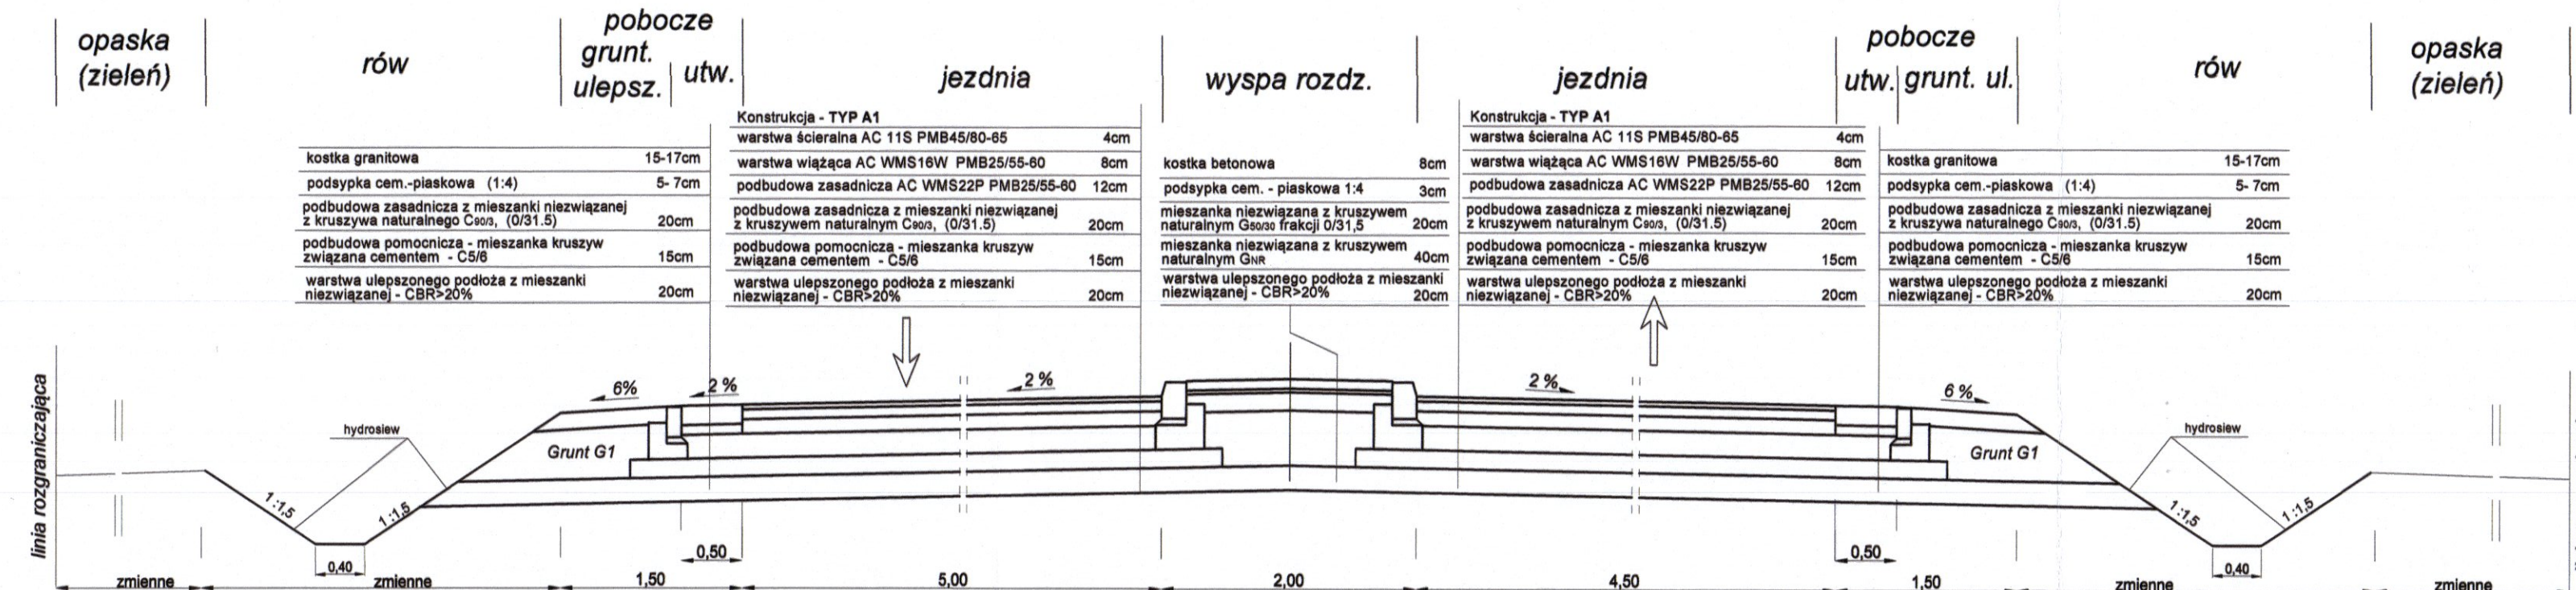 opaska
(zieleń)
rów
pobocze
grunt.
ulepsz.
utw.
jezdnia
wyspa rozdz.
jezdnia
pobocze
utw. grunt. ul.
rów
opaska
(zieleń)
kostka granitowa 15-17cm
podsypka cem.-piaskowa (1:4) 5- 7cm
podbudowa zasadnicza z mieszanki niezwiązanej
z kruszywa naturalnego C90/3, (0/31.5) 20cm
podbudowa pomocnicza - mieszanka kruszyw
związana cementem - C5/6 15cm
warstwa ulepszonego podłoża z mieszanki
niezwiązanej - CBR>20% 20cm
Konstrukcja - TYP A1
warstwa ścieralna AC 11S PMB45/80-65 4cm
warstwa wiążąca AC WMS16W PMB25/55-60 8cm
podbudowa zasadnicza AC WMS22P PMB25/55-60 12cm
podbudowa zasadnicza z mieszanki niezwiązanej
z kruszywem naturalnym C90/3, (0/31.5) 20cm
podbudowa pomocnicza - mieszanka kruszyw
związana cementem - C5/6 15cm
warstwa ulepszonego podłoża z mieszanki
niezwiązanej - CBR>20% 20cm
kostka betonowa 8cm
podsypka cem. - piaskowa 1:4 3cm
mieszanka niezwiązana z kruszywem
naturalnym G50/30 frakcji 0/31,5 20cm
mieszanka niezwiązana z kruszywem
naturalnym GNR 40cm
warstwa ulepszonego podłoża z mieszanki
niezwiązanej - CBR>20% 20cm
Konstrukcja - TYP A1
warstwa ścieralna AC 11S PMB45/80-65 4cm
warstwa wiążąca AC WMS16W PMB25/55-60 8cm
podbudowa zasadnicza AC WMS22P PMB25/55-60 12cm
podbudowa zasadnicza z mieszanki niezwiązanej
z kruszywem naturalnym C90/3, (0/31.5) 20cm
podbudowa pomocnicza - mieszanka kruszyw
związana cementem - C5/6 15cm
warstwa ulepszonego podłoża z mieszanki
niezwiązanej - CBR>20% 20cm
kostka granitowa 15-17cm
podsypka cem.-piaskowa (1:4) 5- 7cm
podbudowa zasadnicza z mieszanki niezwiązanej
z kruszywa naturalnego C90/3, (0/31.5) 20cm
podbudowa pomocnicza - mieszanka kruszyw
związana cementem - C5/6 15cm
warstwa ulepszonego podłoża z mieszanki
niezwiązanej - CBR>20% 20cm
linia rozgraniczająca
6% 2 % 2 % 2 % 6 %
hydrosiew
hydrosiew
Grunt G1
Grunt G1
1:1,5
1:1,5
1:1,5
1:1,5
0,50
0,50
0,40
0,40
zmienne zmienne 1,50 5,00 2,00 4,50 1,50 zmienne zmienne